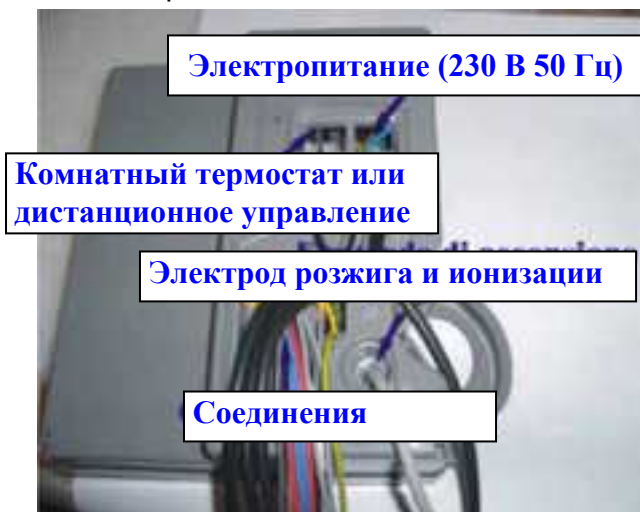 Электропитание (230 В 50 Гц)
Комнатный термостат или
дистанционное управление
Электрод розжига и ионизации
Соединения